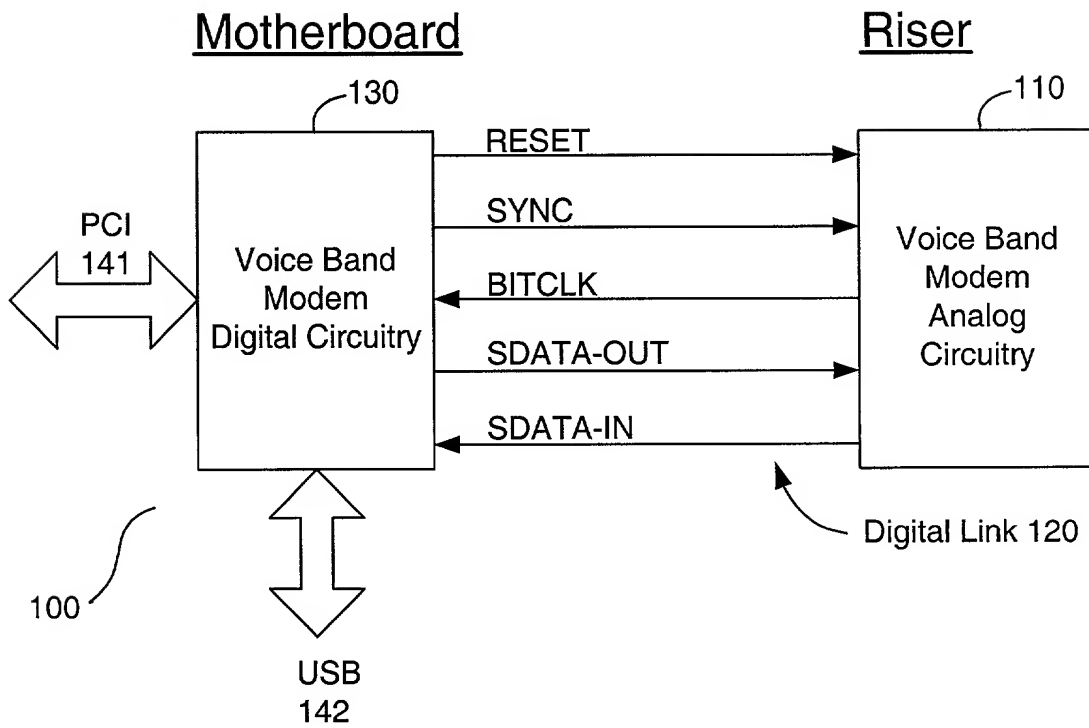 Motherboard
Riser
130
110
RESET
SYNC
BITCLK
SDATA-OUT
SDATA-IN
PCI
141
Voice Band
Modem
Digital Circuitry
Voice Band
Modem
Analog
Circuitry
Digital Link 120
100
USB
142